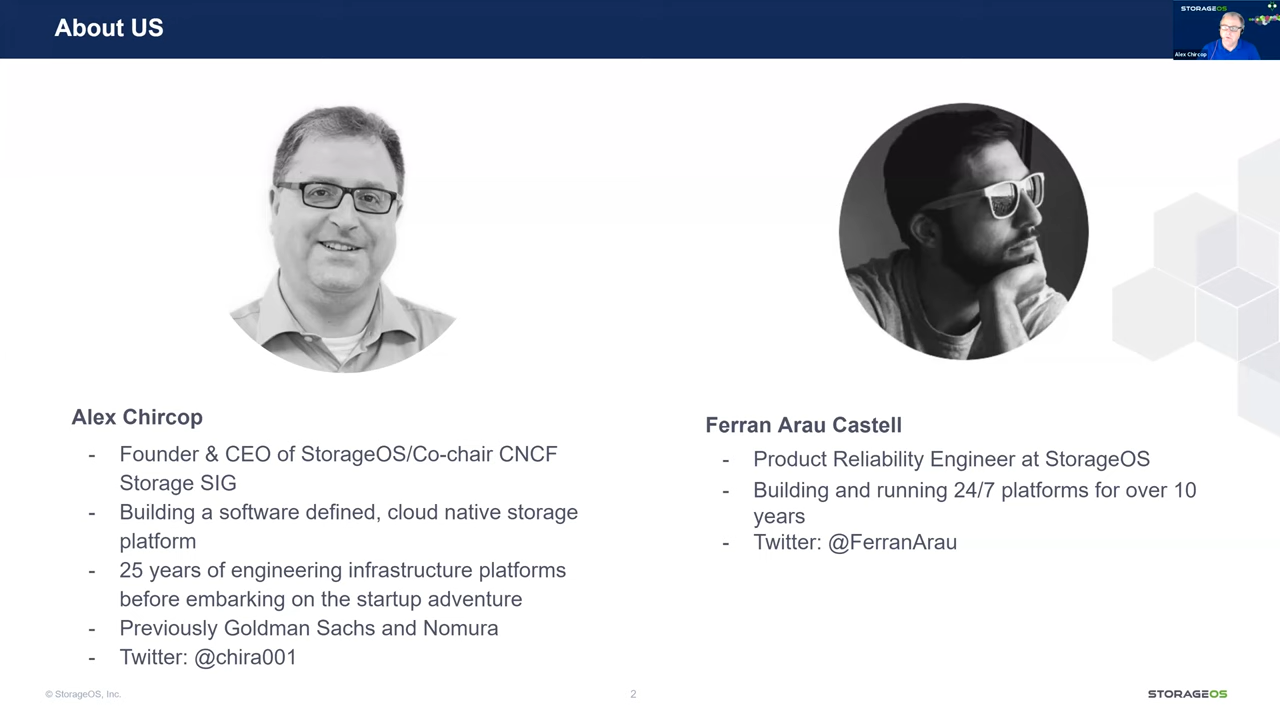 About US
STORAGEOS
Alex Chircop
Alex Chircop
- Founder & CEO of StorageOS/Co-chair CNCF
Storage SIG
- Building a software defined, cloud native storage
platform
- 25 years of engineering infrastructure platforms
before embarking on the startup adventure
- Previously Goldman Sachs and Nomura
- Twitter: @chira001
Ferran Arau Castell
- Product Reliability Engineer at StorageOS
- Building and running 24/7 platforms for over 10
years
- Twitter: @FerranArau
© StorageOS, Inc.
2
STORAGEOS